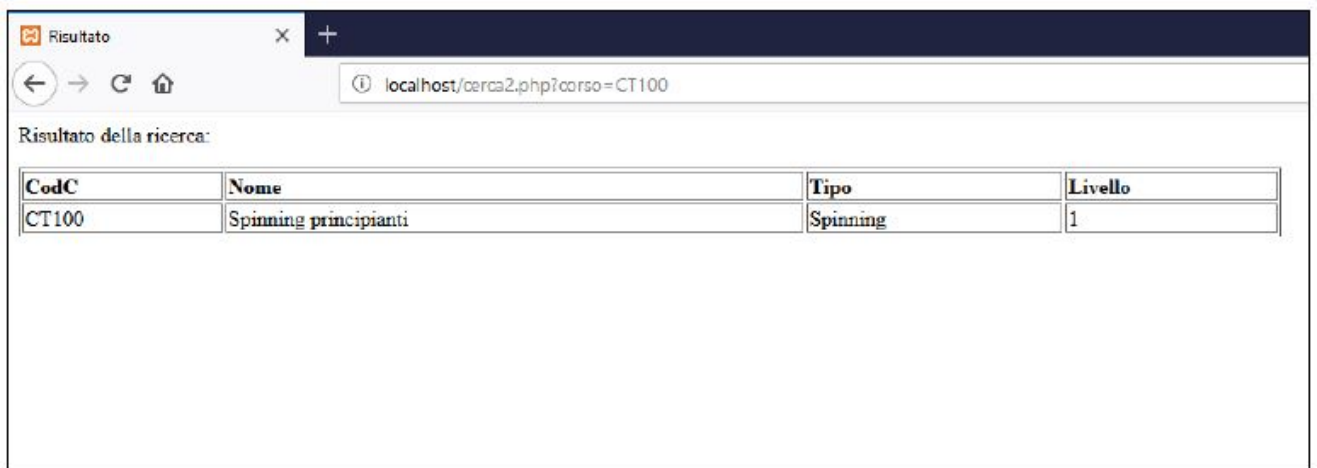 Risultato
localhost/cerca2.php?corso=CT100
Risultato della ricerca:
CodC Nome Tipo Livello
CT100 Spinning principianti Spinning 1